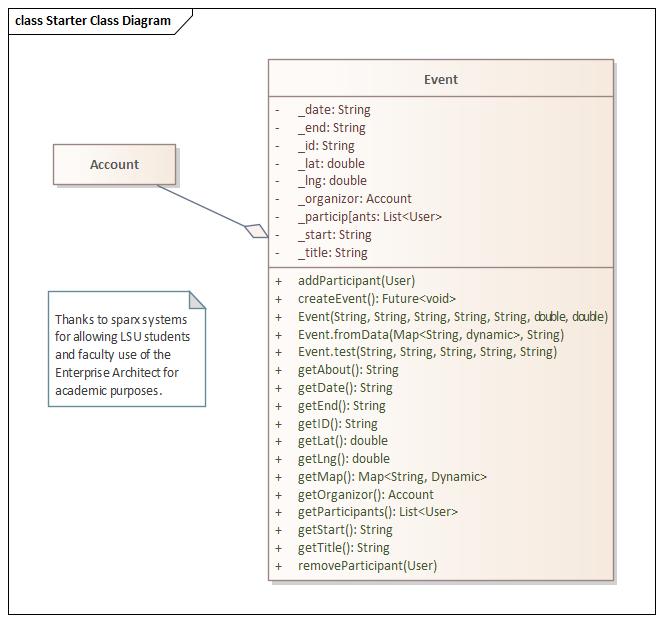 class Starter Class Diagram
Event
- _date: String
- _end: String
- _id: String
- _lat: double
- _lng: double
- _organizor: Account
- _particip[ants: List<User>
- _start: String
- _title: String
+ addParticipant(User)
+ createEvent(): Future<void>
+ Event(String, String, String, String, String, double, double)
+ Event.fromData(Map<String, dynamic>, String)
+ Event.test(String, String, String, String, String)
+ getAbout(): String
+ getDate(): String
+ getEnd(): String
+ getID(): String
+ getLat(): double
+ getLng(): double
+ getMap(): Map<String, Dynamic>
+ getOrganizor(): Account
+ getParticipants(): List<User>
+ getStart(): String
+ getTitle(): String
+ removeParticipant(User)
Account
Thanks to sparx systems
for allowing LSU students
and faculty use of the
Enterprise Architect for
academic purposes.